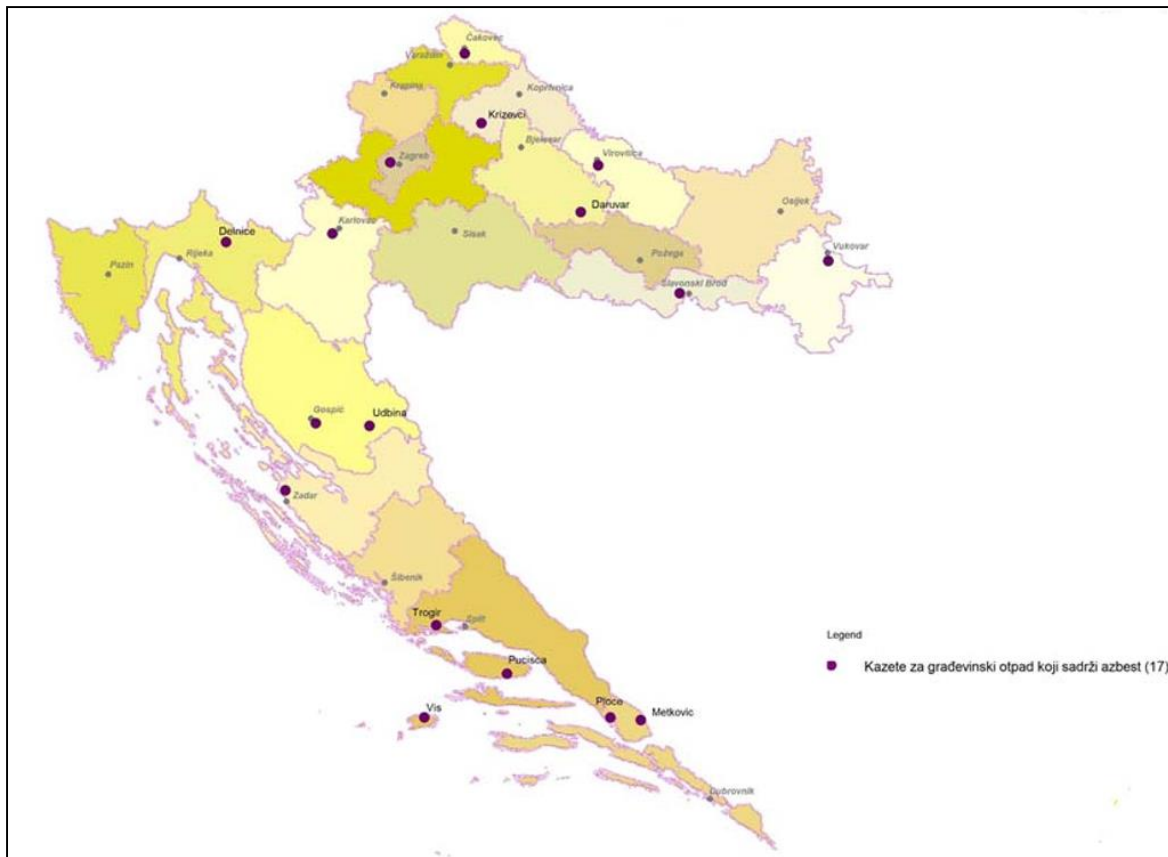 Čakovec
Varaždin
Krapina
Koprivnica
Krizevci
Bjelovar
Zagreb
Virovitica
Daruvar
Osijek
Karlovac
Sisak
Delnice
Rijeka
Pazin
Požega
Vukovar
Slavonski Brod
Gospić
Udbina
Zadar
Šibenik
Trogir
Split
Pucisca
Vis
Ploce
Metkovic
Dubrovnik
Legend
Kazete za građevinski otpad koji sadrži azbest (17)